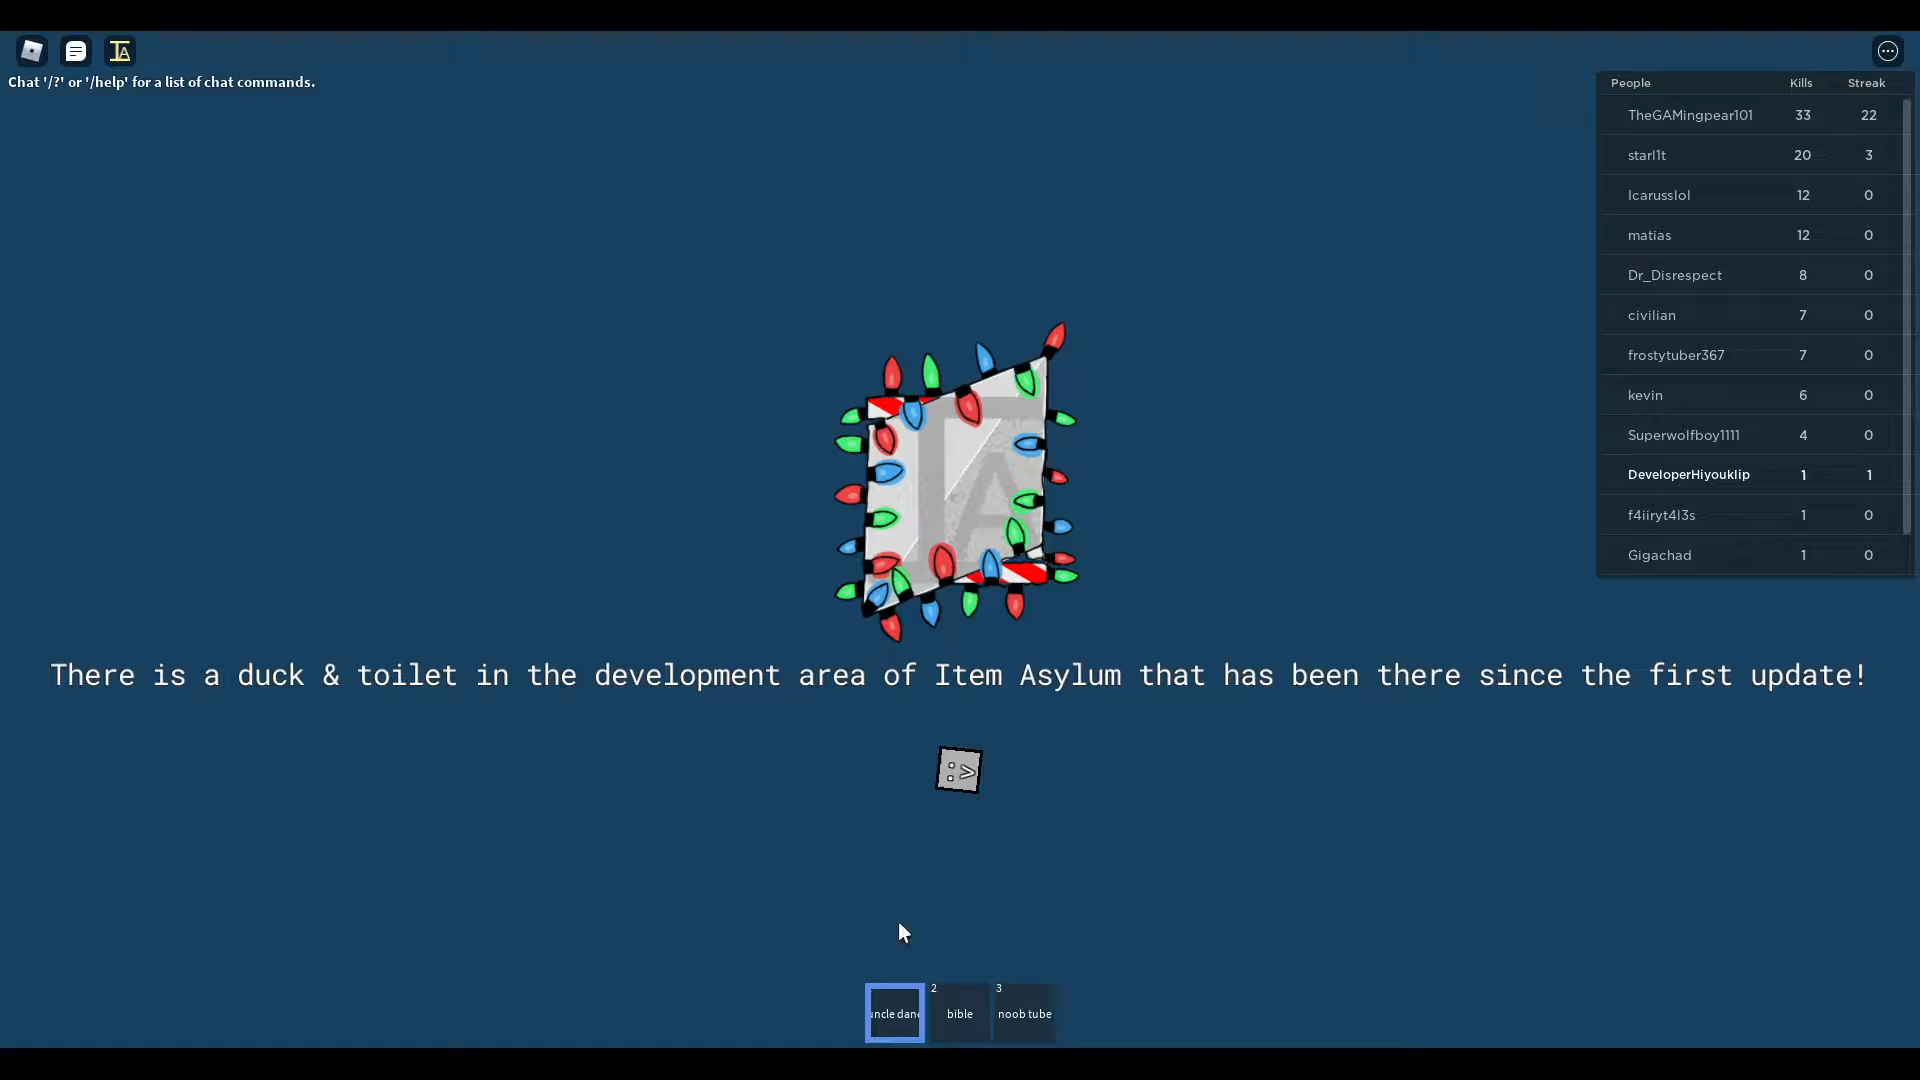 Chat '/?' or '/help' for a list of chat commands.
People Kills Streak
TheGAMingpear101 33 22
starl1t 20 3
Icarusslol 12 0
matias 12 0
Dr_Disrespect 8 0
civilian 7 0
frostytuber367 7 0
kevin 6 0
Superwolfboy1111 4 0
DeveloperHiyouklip 1 1
f4iiryt4l3s 1 0
Gigachad 1 0
IA
There is a duck & toilet in the development area of Item Asylum that has been there since the first update!
:>
2 3
uncle dane bible noob tube